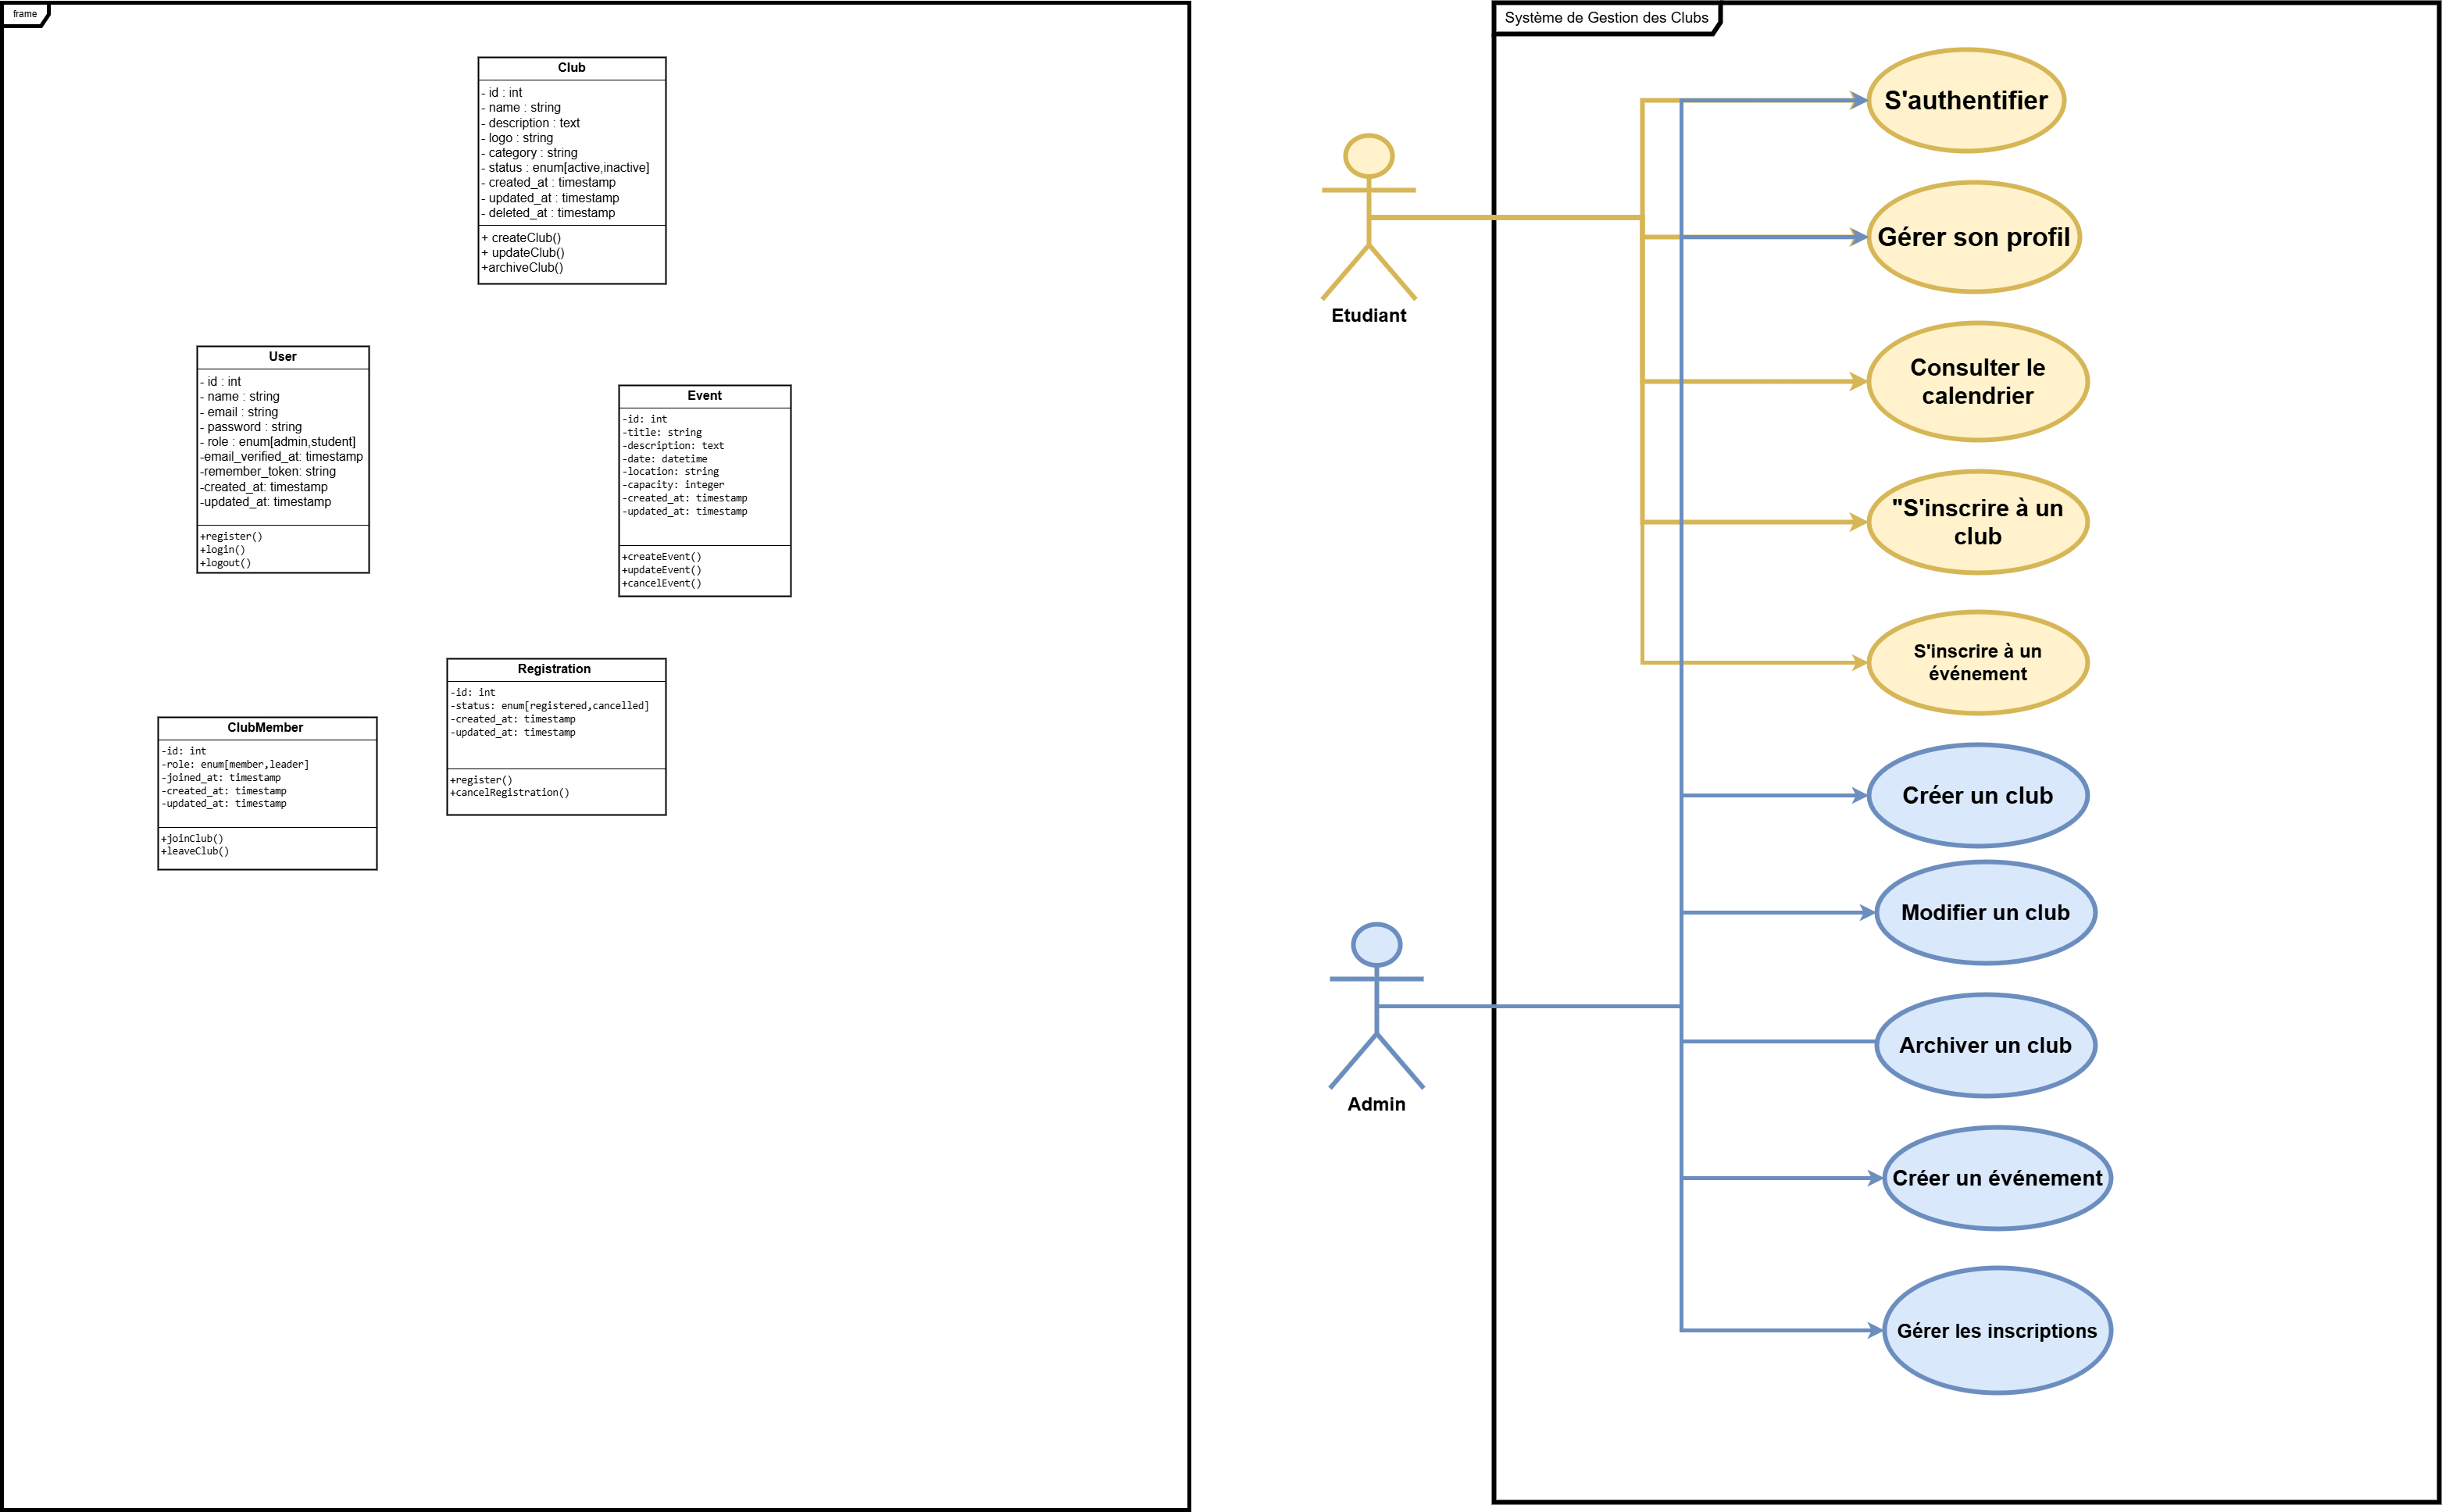 frame
Club
- id : int
- name : string
- description : text
- logo : string
- category : string
- status : enum[active,inactive]
- created_at : timestamp
- updated_at : timestamp
- deleted_at : timestamp
+ createClub()
+ updateClub()
+archiveClub()
User
- id : int
- name : string
- email : string
- password : string
- role : enum[admin,student]
-email_verified_at: timestamp
-remember_token: string
-created_at: timestamp
-updated_at: timestamp
+register()
+login()
+logout()
Event
-id: int
-title: string
-description: text
-date: datetime
-location: string
-capacity: integer
-created_at: timestamp
-updated_at: timestamp
+createEvent()
+updateEvent()
+cancelEvent()
Registration
-id: int
-status: enum[registered,cancelled]
-created_at: timestamp
-updated_at: timestamp
+register()
+cancelRegistration()
ClubMember
-id: int
-role: enum[member,leader]
-joined_at: timestamp
-created_at: timestamp
-updated_at: timestamp
+joinClub()
+leaveClub()
Système de Gestion des Clubs
Etudiant
Admin
S'authentifier
Gérer son profil
Consulter le
calendrier
"S'inscrire à un
club
S'inscrire à un
événement
Créer un club
Modifier un club
Archiver un club
Créer un événement
Gérer les inscriptions